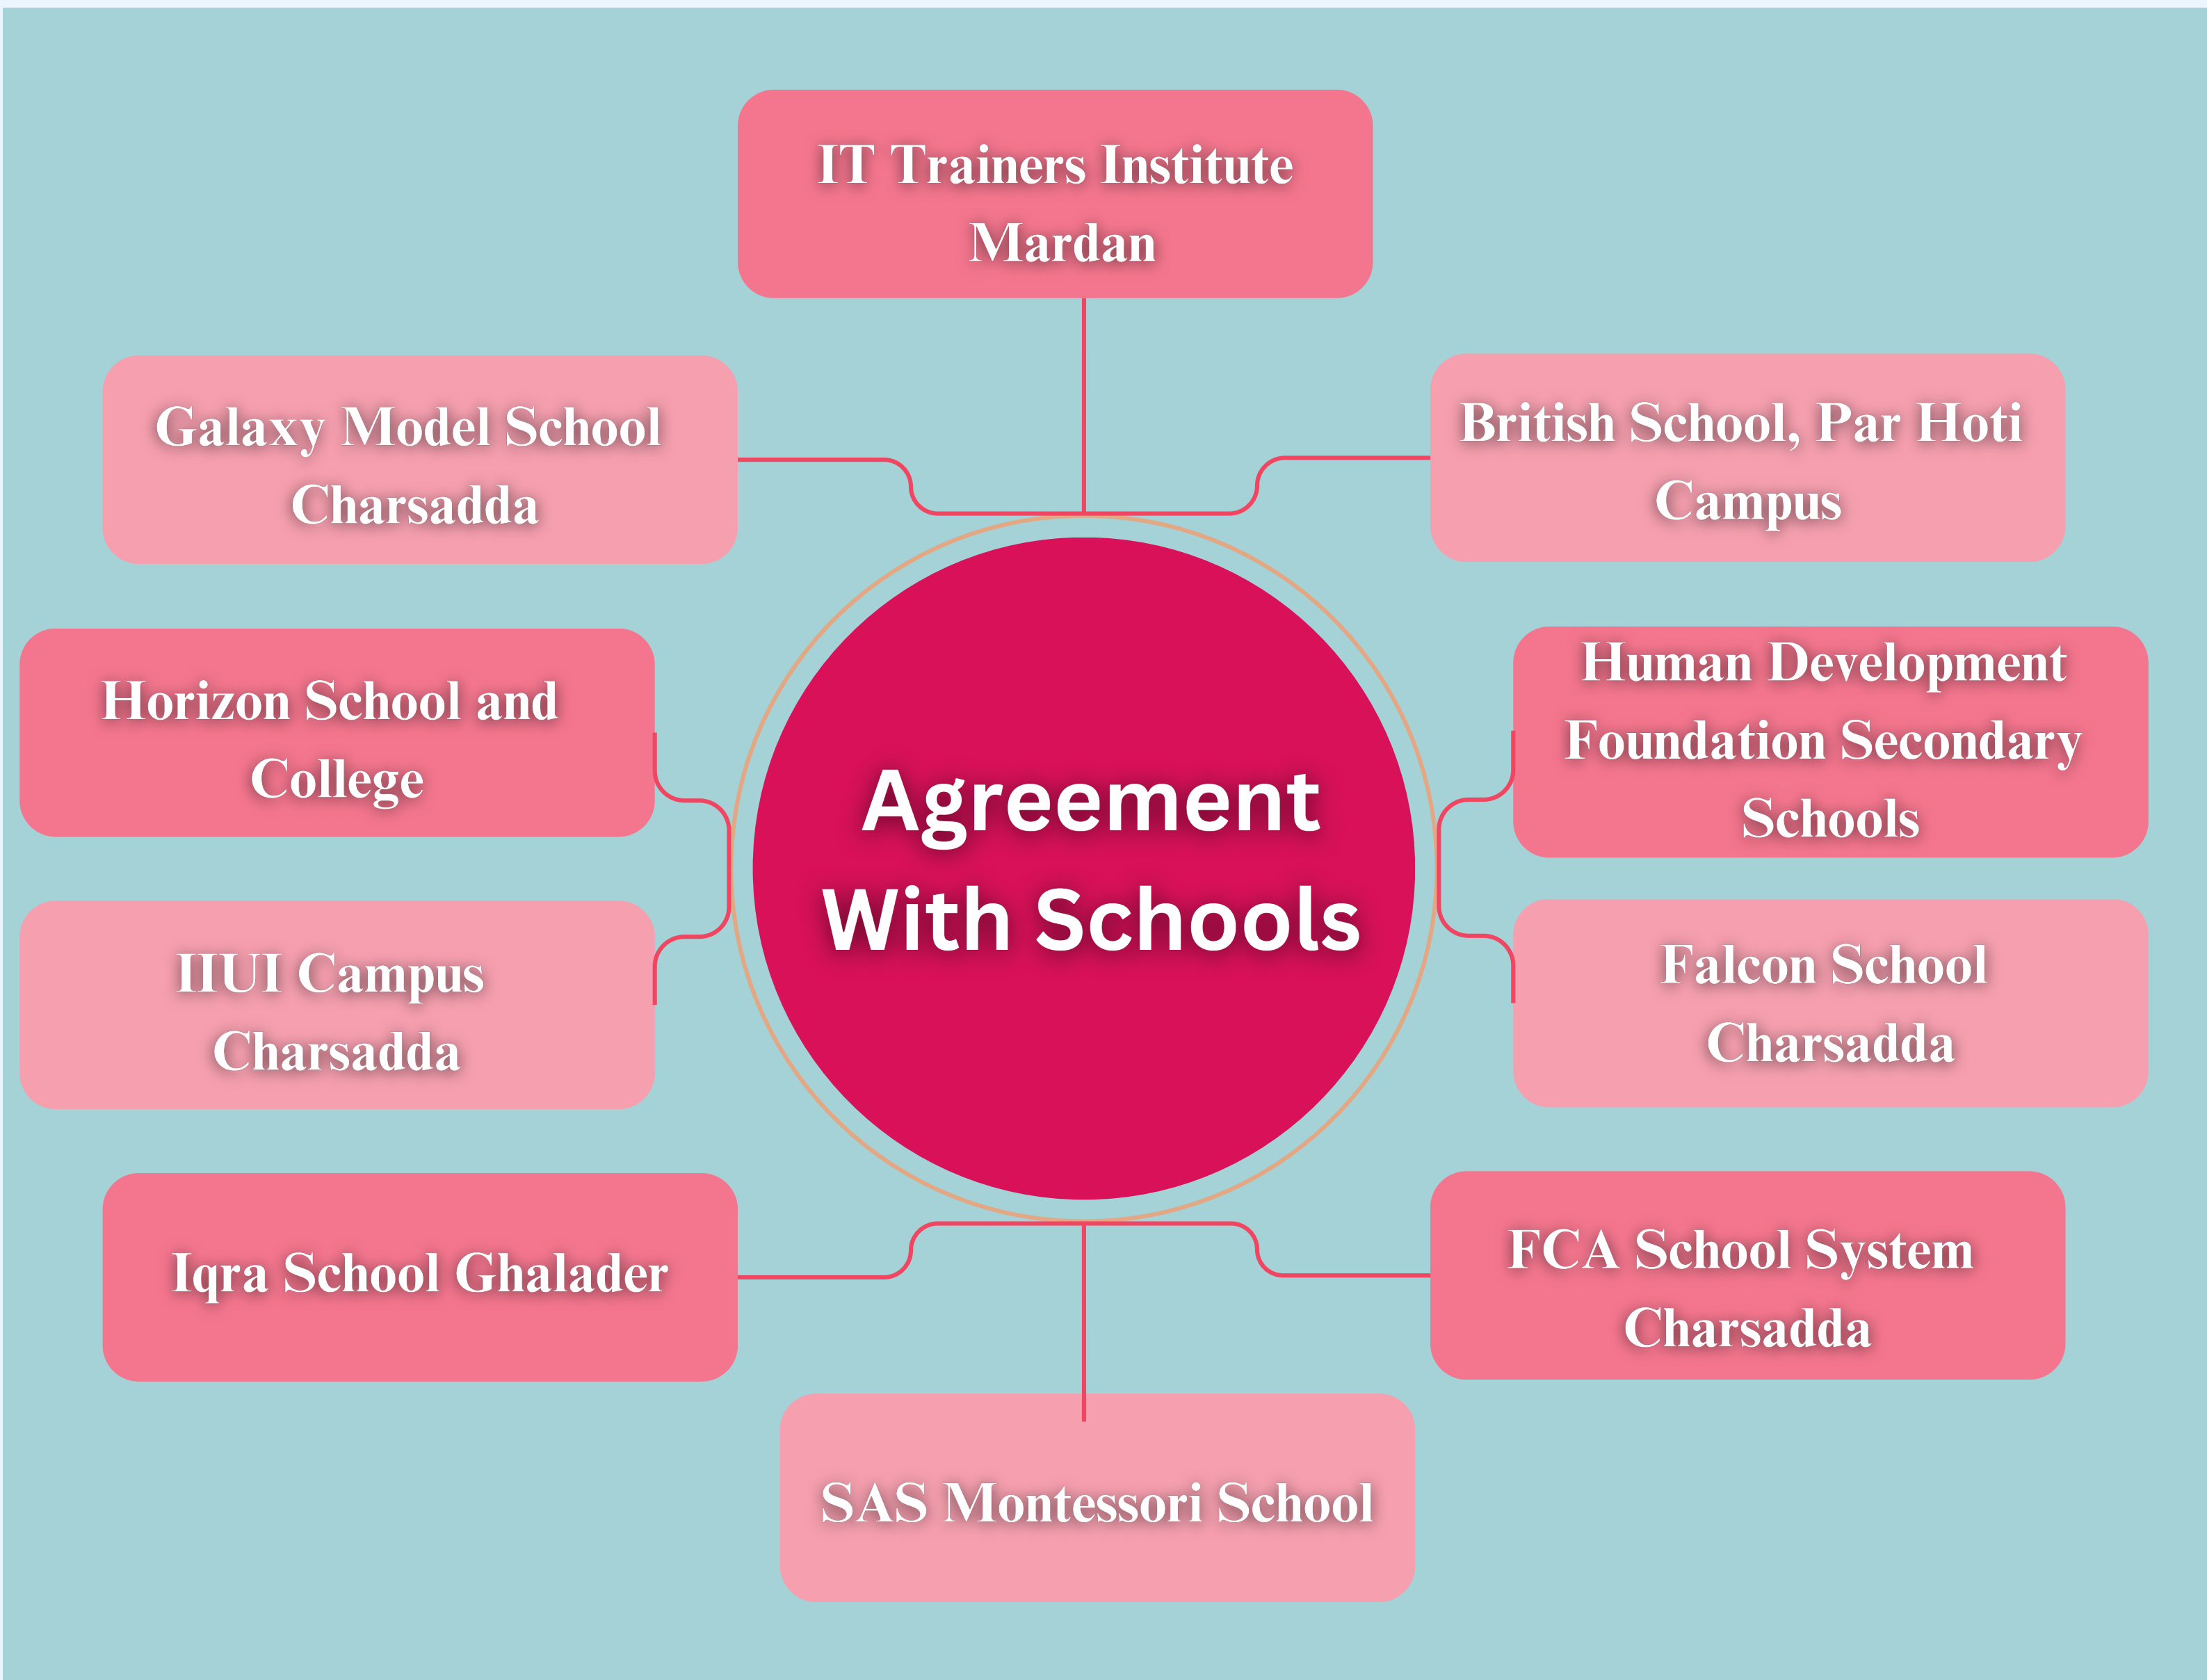 IT Trainers Institute
Mardan
Galaxy Model School
Charsadda
British School, Par Hoti
Campus
Horizon School and
College
Human Development
Foundation Secondary
Schools
Agreement
With Schools
IIUI Campus
Charsadda
Falcon School
Charsadda
Iqra School Ghalader
FCA School System
Charsadda
SAS Montessori School